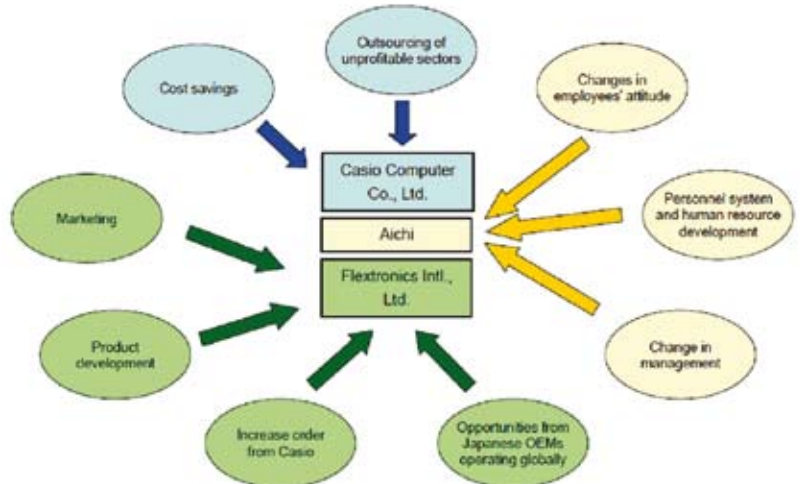 Outsourcing of
unprofitable sectors
Cost savings
Changes in
employees' attitude
Casio Computer
Co., Ltd.
Marketing
Personnel system
and human resource
development
Aichi
Flextronics Intl.,
Ltd.
Product
development
Change in
management
Increase order
from Casio
Opportunities from
Japanese OEMs
operating globally